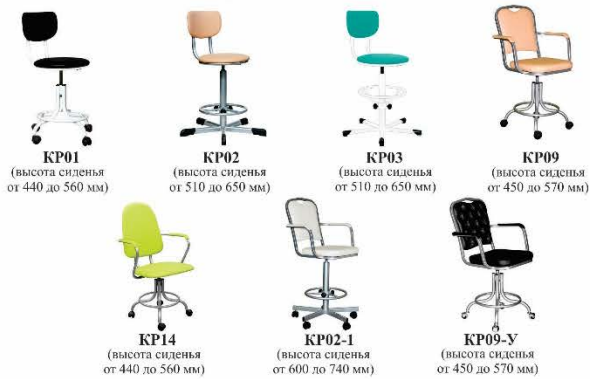 КР01
(высота сиденья
от 440 до 560 мм)
КР02
(высота сиденья
от 510 до 650 мм)
КР03
(высота сиденья
от 510 до 650 мм)
КР09
(высота сиденья
от 450 до 570 мм)
КР14
(высота сиденья
от 440 до 560 мм)
КР02-1
(высота сиденья
от 600 до 740 мм)
КР09-У
(высота сиденья
от 450 до 570 мм)